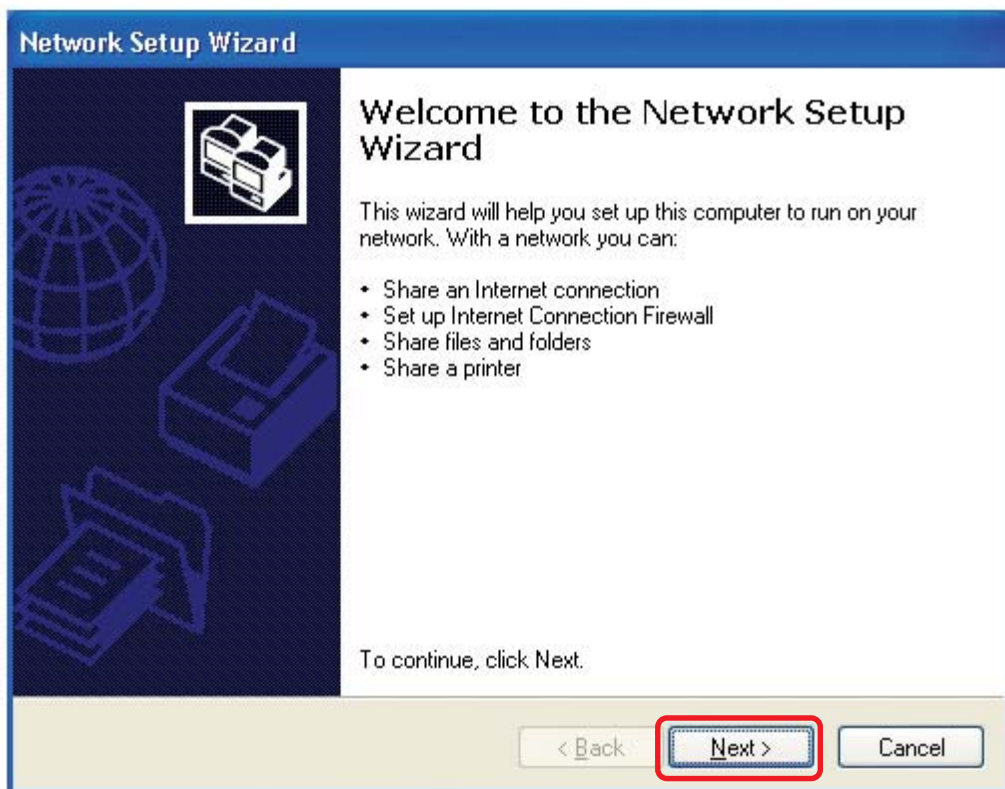 Network Setup Wizard
Welcome to the Network Setup
Wizard
This wizard will help you set up this computer to run on your
network. With a network you can:
• Share an Internet connection
• Set up Internet Connection Firewall
• Share files and folders
• Share a printer
To continue, click Next.
< Back Next > Cancel